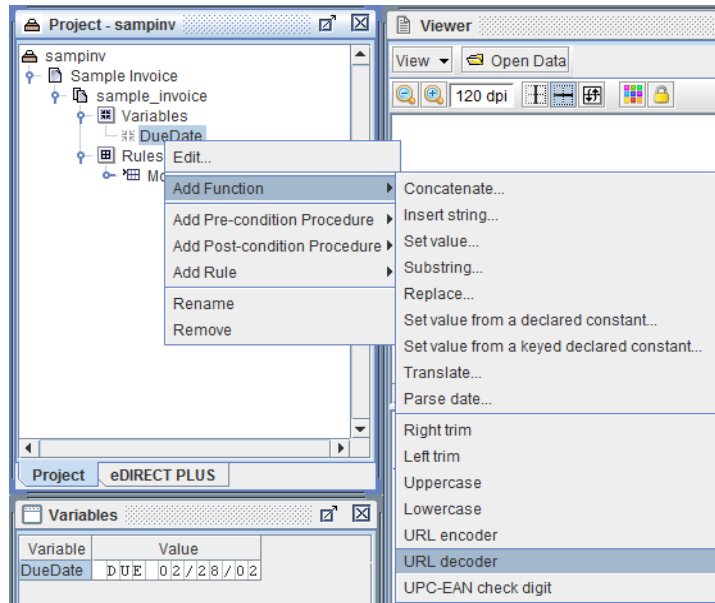 Project - sampinv
sampinv
Sample Invoice
sample_invoice
Variables
DueDate
Rules
Mo
Edit...
Add Function
Add Pre-condition Procedure
Add Post-condition Procedure
Add Rule
Rename
Remove
Project
eDIRECT PLUS
Variables
Variable Value
DueDate DUE 02/28/02
Viewer
View Open Data
120 dpi
Concatenate...
Insert string...
Set value...
Substring...
Replace...
Set value from a declared constant...
Set value from a keyed declared constant...
Translate...
Parse date...
Right trim
Left trim
Uppercase
Lowercase
URL encoder
URL decoder
UPC-EAN check digit